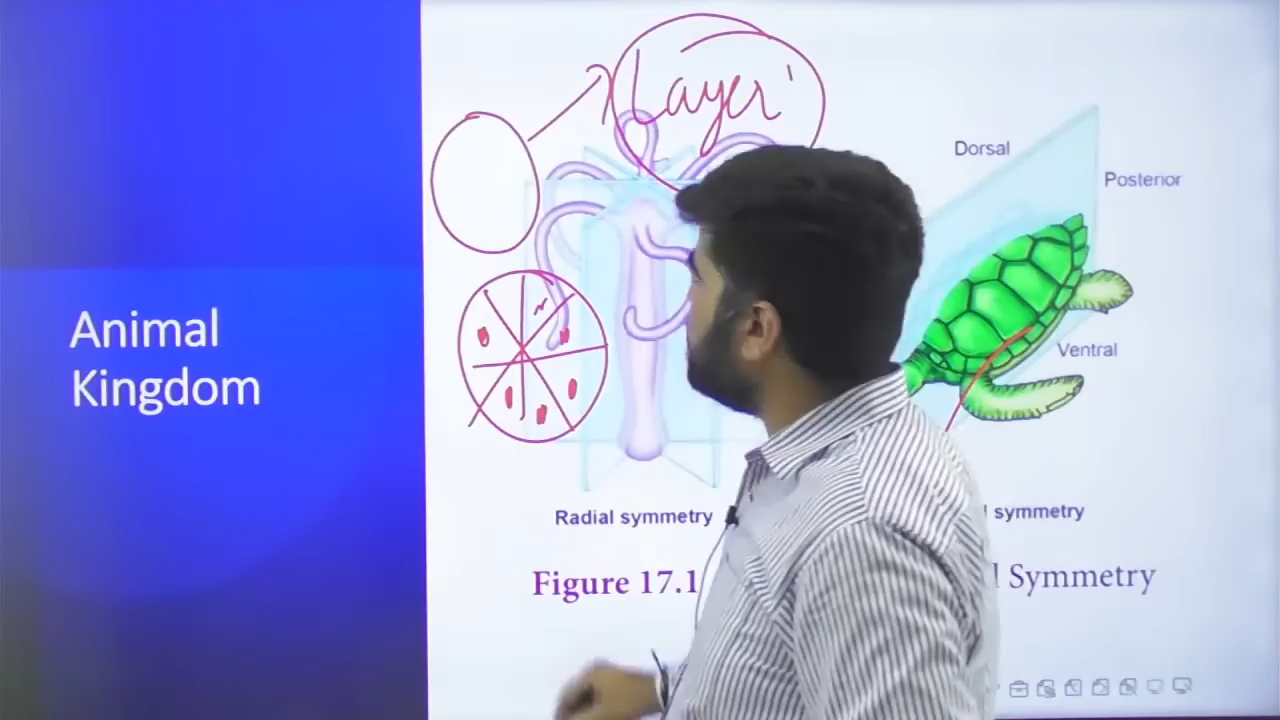 Animal
Kingdom
Layer
Dorsal
Posterior
Ventral
Radial symmetry
symmetry
Figure 17.1
Symmetry